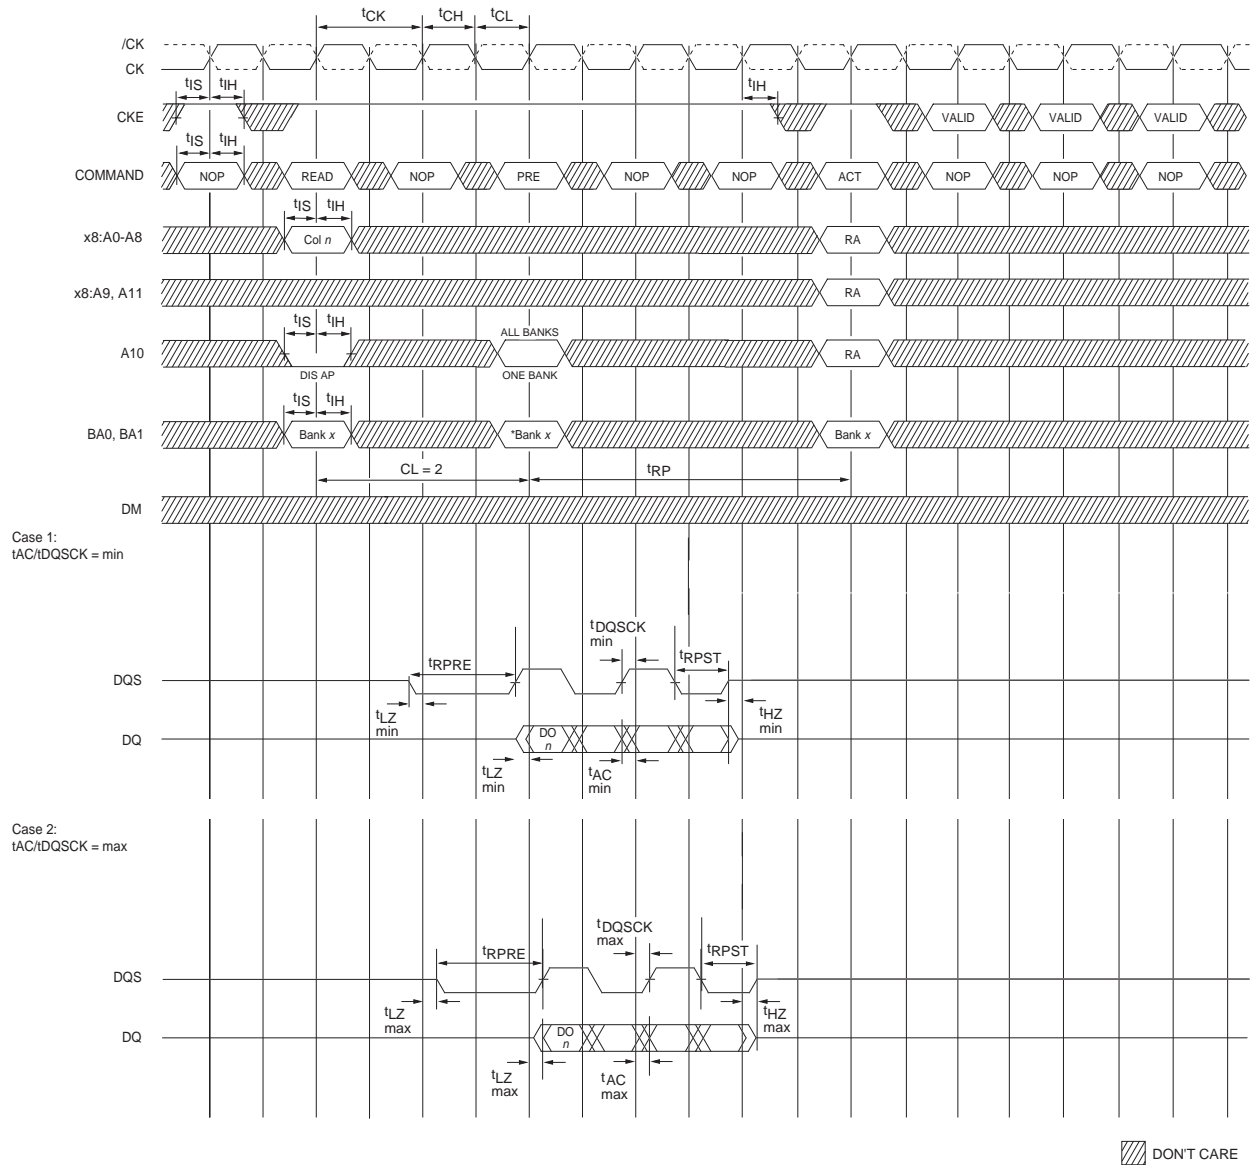 tCK tCH tCL
/CK
CK
tIS tIH tIH
CKE VALID VALID VALID
tIS tIH
COMMAND NOP READ NOP PRE NOP NOP ACT NOP NOP NOP
tIS tIH
x8:A0-A8 Col n RA
x8:A9, A11 RA
tIS tIH ALL BANKS
A10 RA
DIS AP ONE BANK
tIS tIH
BA0, BA1 Bank x *Bank x Bank x
CL = 2 tRP
DM
Case 1:
tAC/tDQSCK = min
tDQSCK
min
tRPRE tRPST
DQS
tLZ
min
tHZ
min
DQ DO
n
tLZ
min
tAC
min
Case 2:
tAC/tDQSCK = max
tDQSCK
max
tRPRE tRPST
DQS
tLZ
max
tHZ
max
DQ DO
n
tLZ
max
tAC
max
DON'T CARE